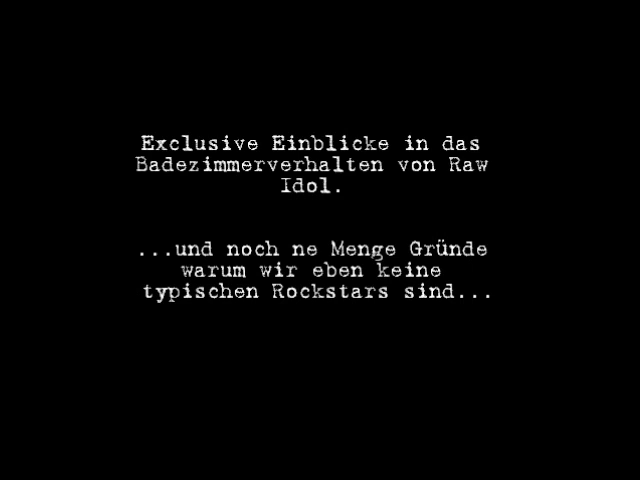 Exclusive Einblicke in das
Badezimmerverhalten von Raw
Idol.
...und noch ne Menge Gründe
warum wir eben keine
typischen Rockstars sind...